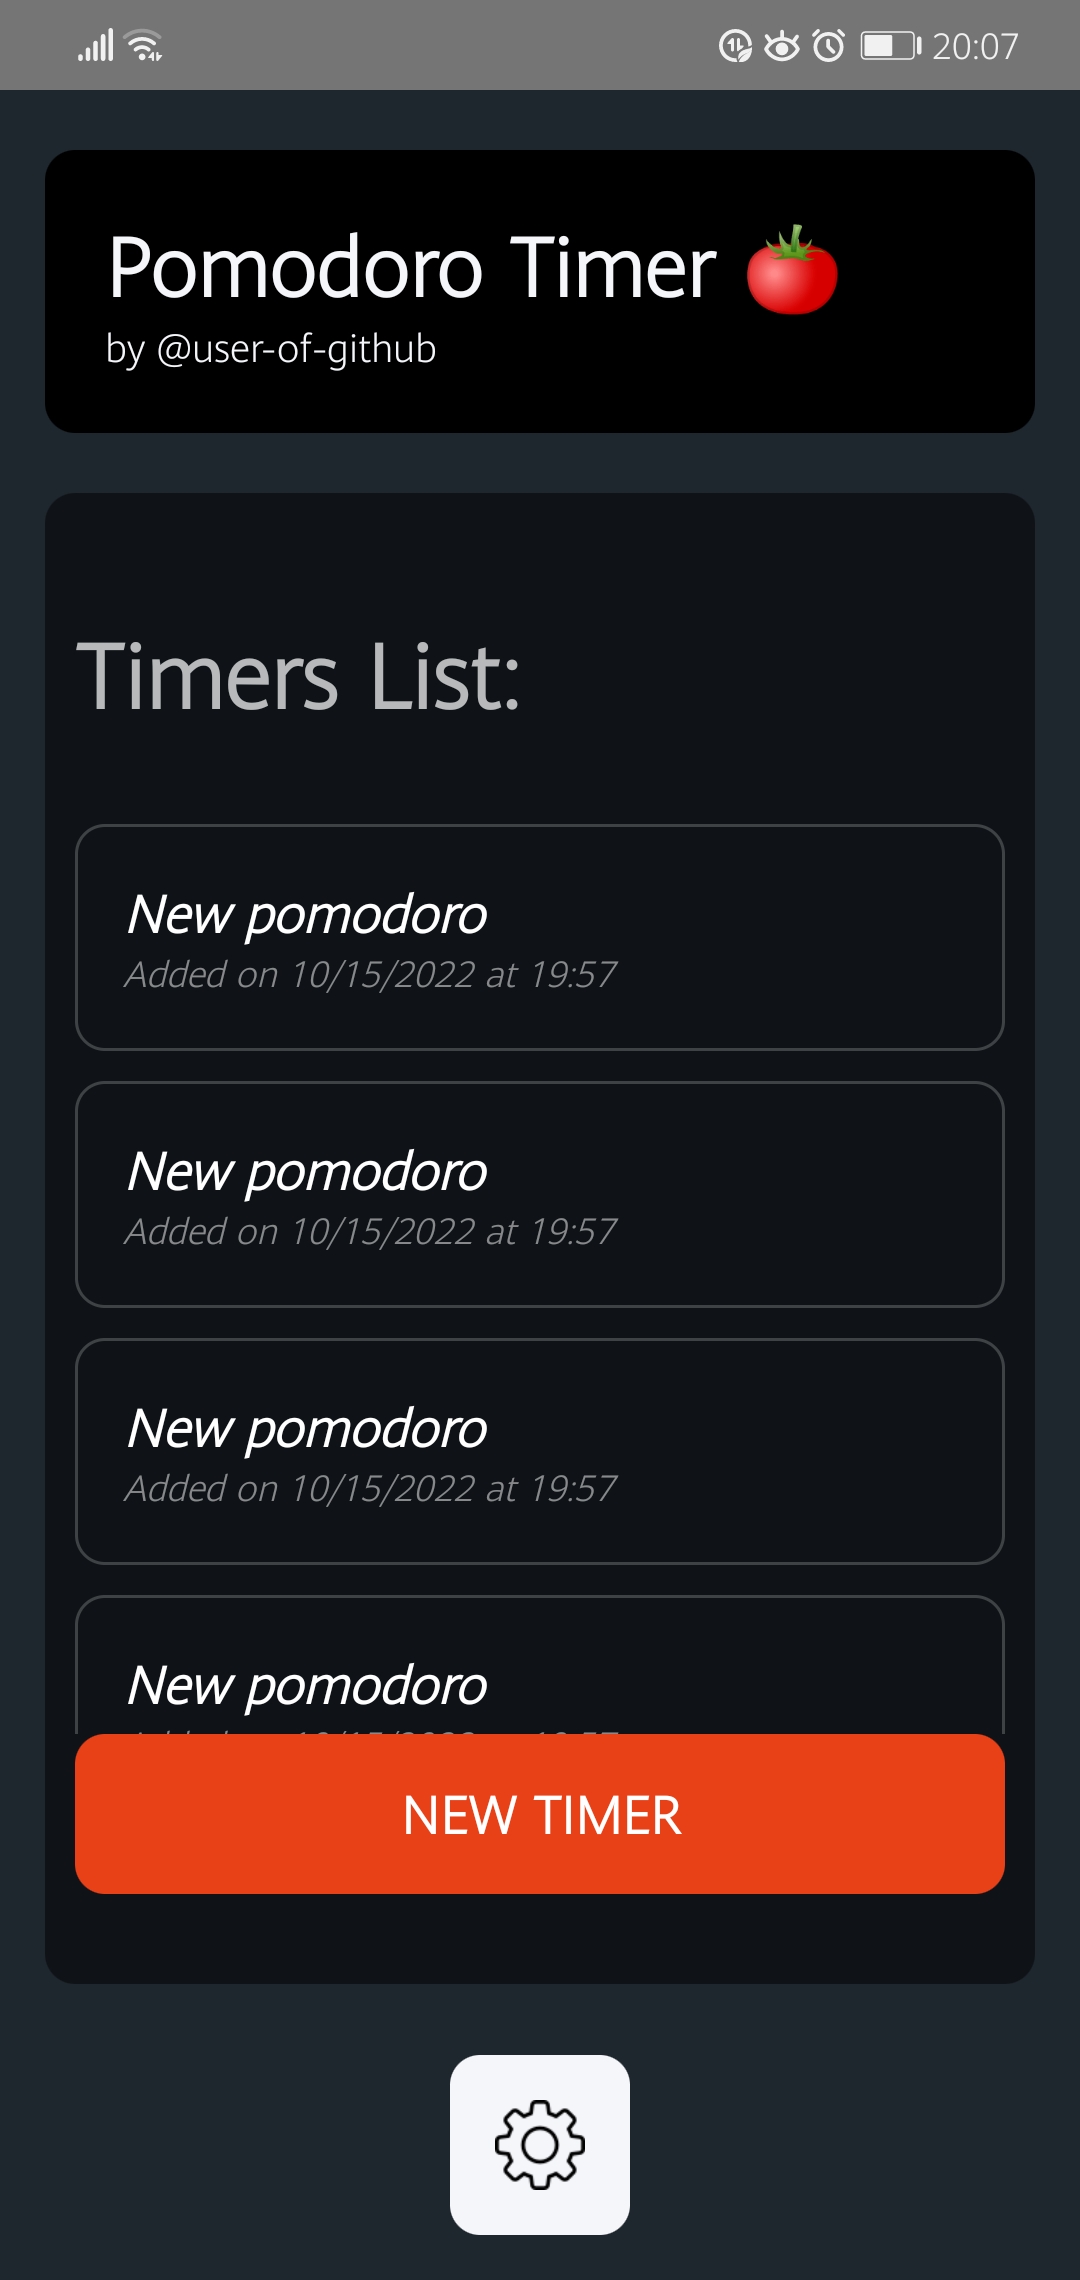 20:07
Pomodoro Timer
by @user-of-github
Timers List:
New pomodoro
Added on 10/15/2022 at 19:57
New pomodoro
Added on 10/15/2022 at 19:57
New pomodoro
Added on 10/15/2022 at 19:57
New pomodoro
NEW TIMER